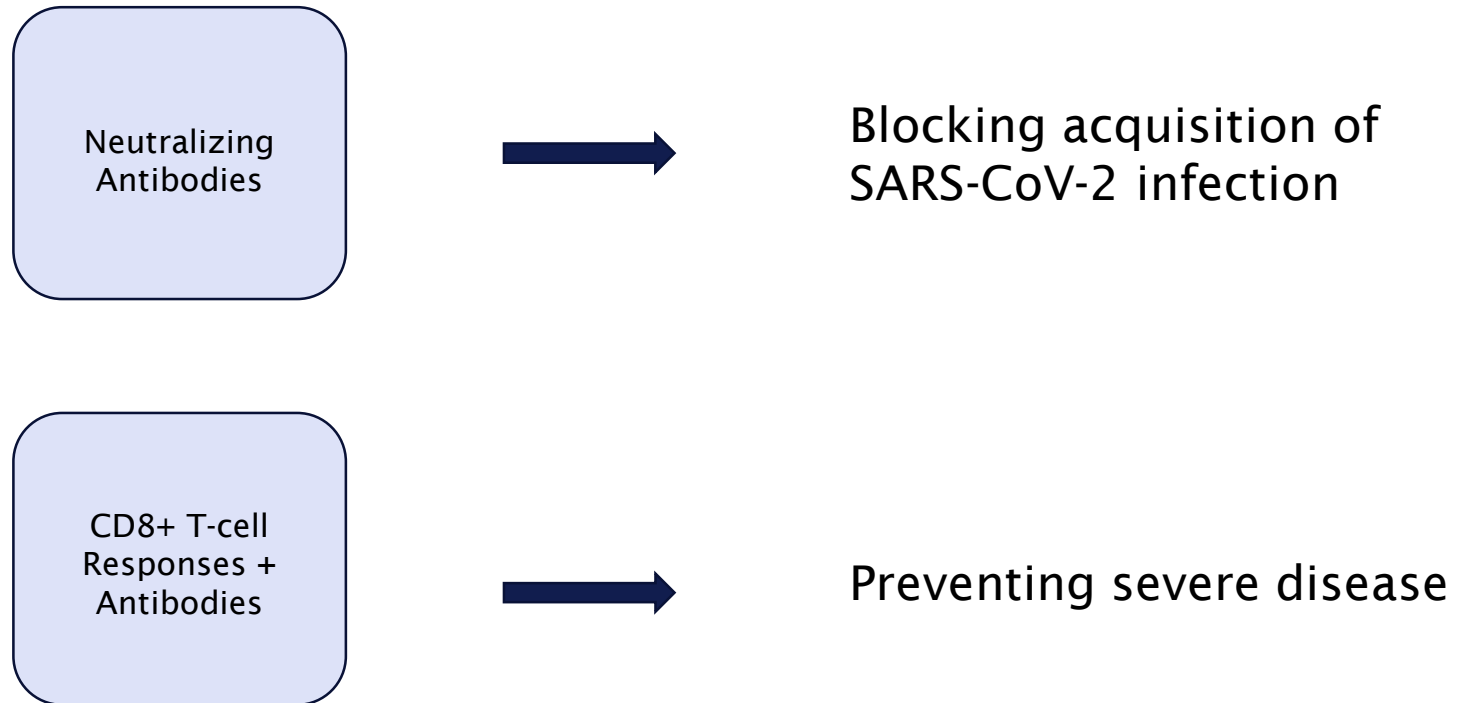 Neutralizing
Antibodies
Blocking acquisition of
SARS-CoV-2 infection
CD8+ T-cell
Responses +
Antibodies
Preventing severe disease